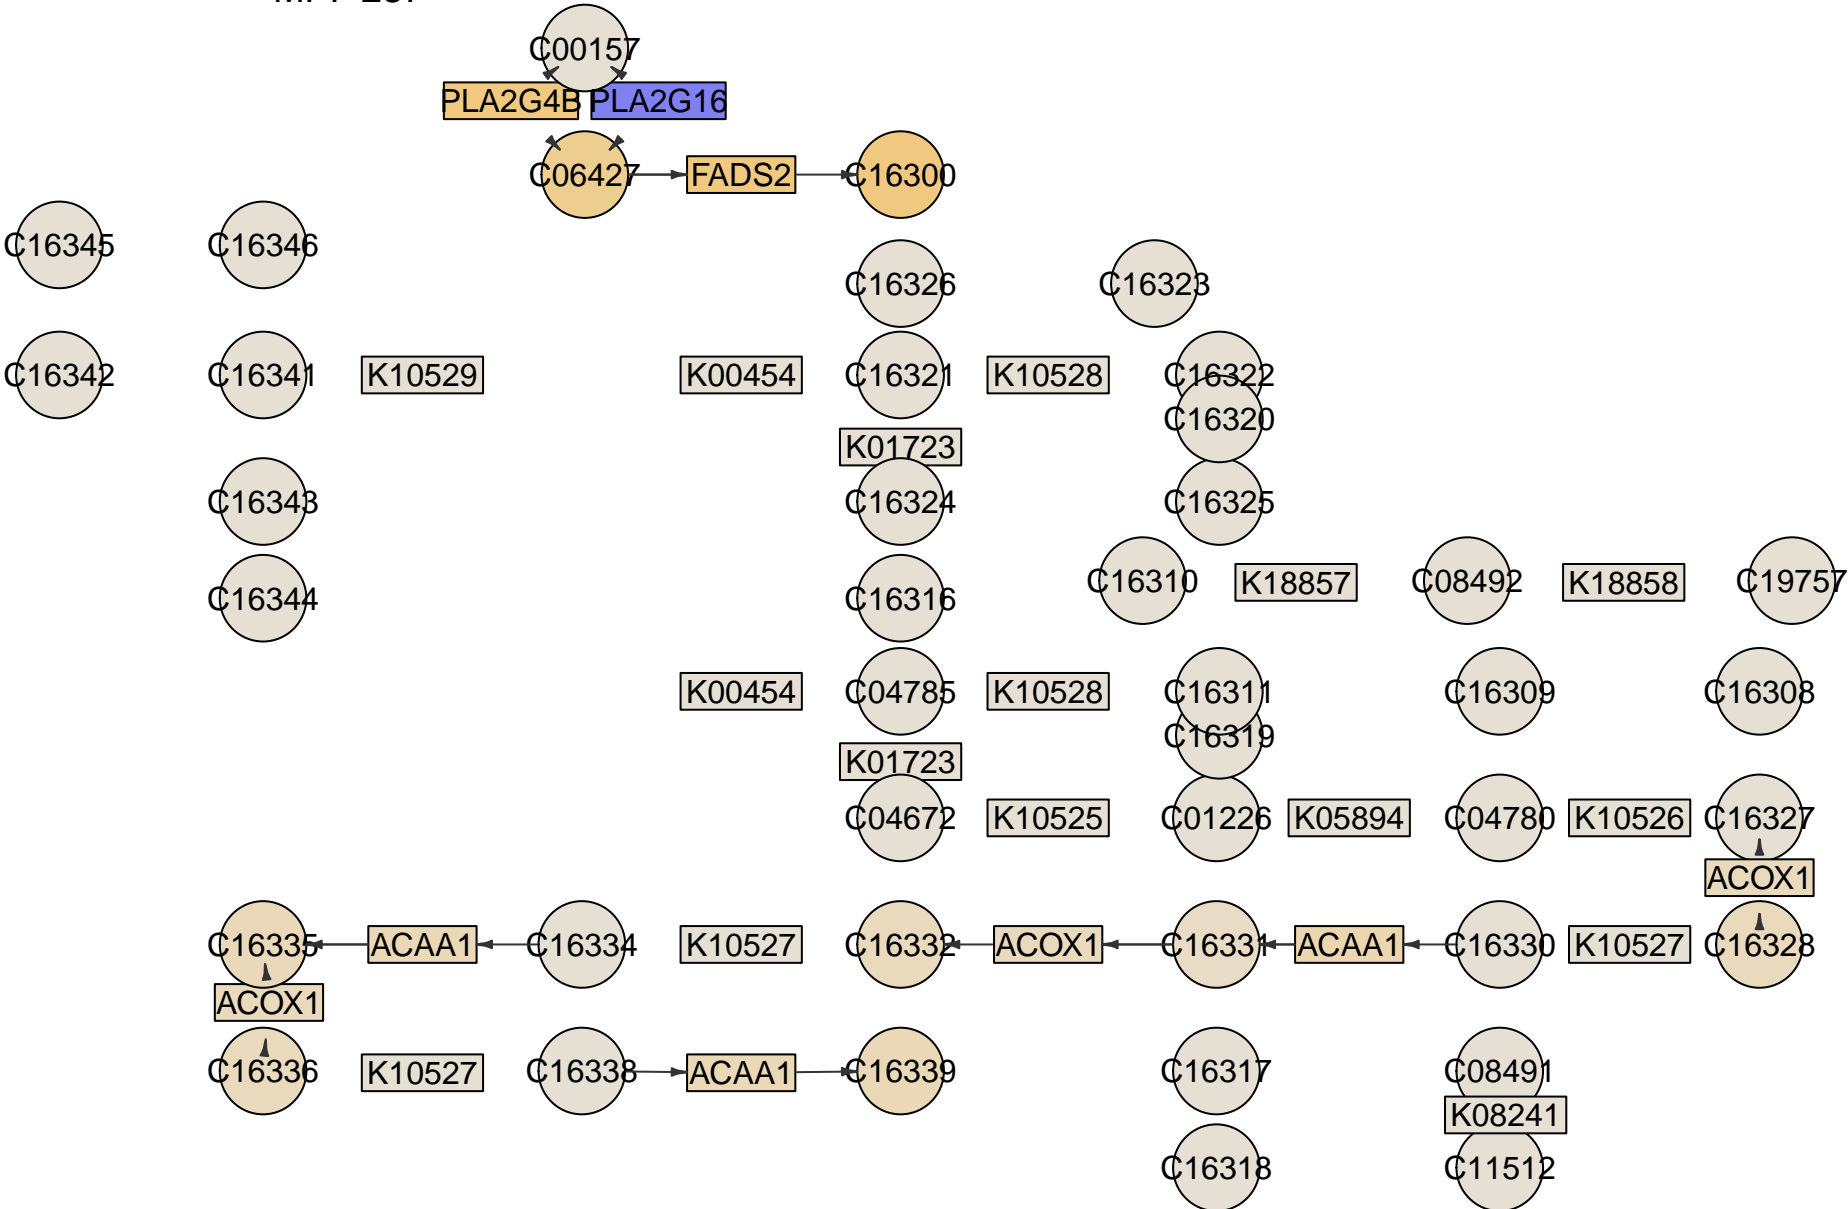 C00157
PLA2G4B PLA2G16
C06427 FADS2 C16300
C16345 C16346
C16326 C16323
C16342 C16341 K10529 K00454 C16321 K10528 C16322
C16320
K01723
C16343 C16324 C16325
C16310 K18857 C08492 K18858 C19757
C16344 C16316
K00454 C04785 K10528 C16311 C16309 C16308
C16319
K01723
C04672 K10525 C01226 K05894 C04780 K10526 C16327
ACOX1
C16335 ACAA1 C16334 K10527 C16332 ACOX1 C16331 ACAA1 C16330 K10527 C16328
ACOX1
C16336 K10527 C16338 ACAA1 C16339 C16317 C08491
K08241
C16318 C11512